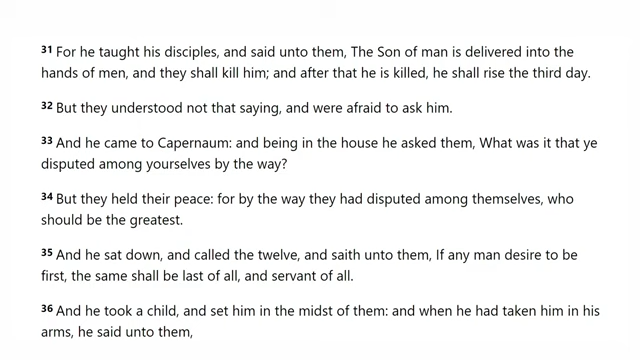 31 For he taught his disciples, and said unto them, The Son of man is delivered into the
hands of men, and they shall kill him; and after that he is killed, he shall rise the third day.
32 But they understood not that saying, and were afraid to ask him.
33 And he came to Capernaum: and being in the house he asked them, What was it that ye
disputed among yourselves by the way?
34 But they held their peace: for by the way they had disputed among themselves, who
should be the greatest.
35 And he sat down, and called the twelve, and saith unto them, If any man desire to be
first, the same shall be last of all, and servant of all.
36 And he took a child, and set him in the midst of them: and when he had taken him in his
arms, he said unto them,